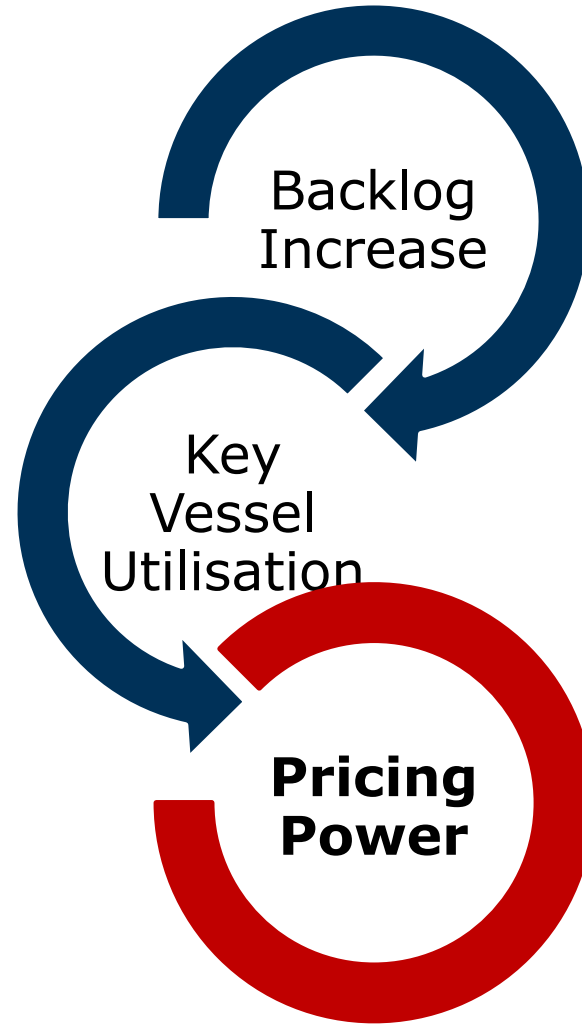 Backlog
Increase
Key
Vessel
Utilisation
Pricing
Power